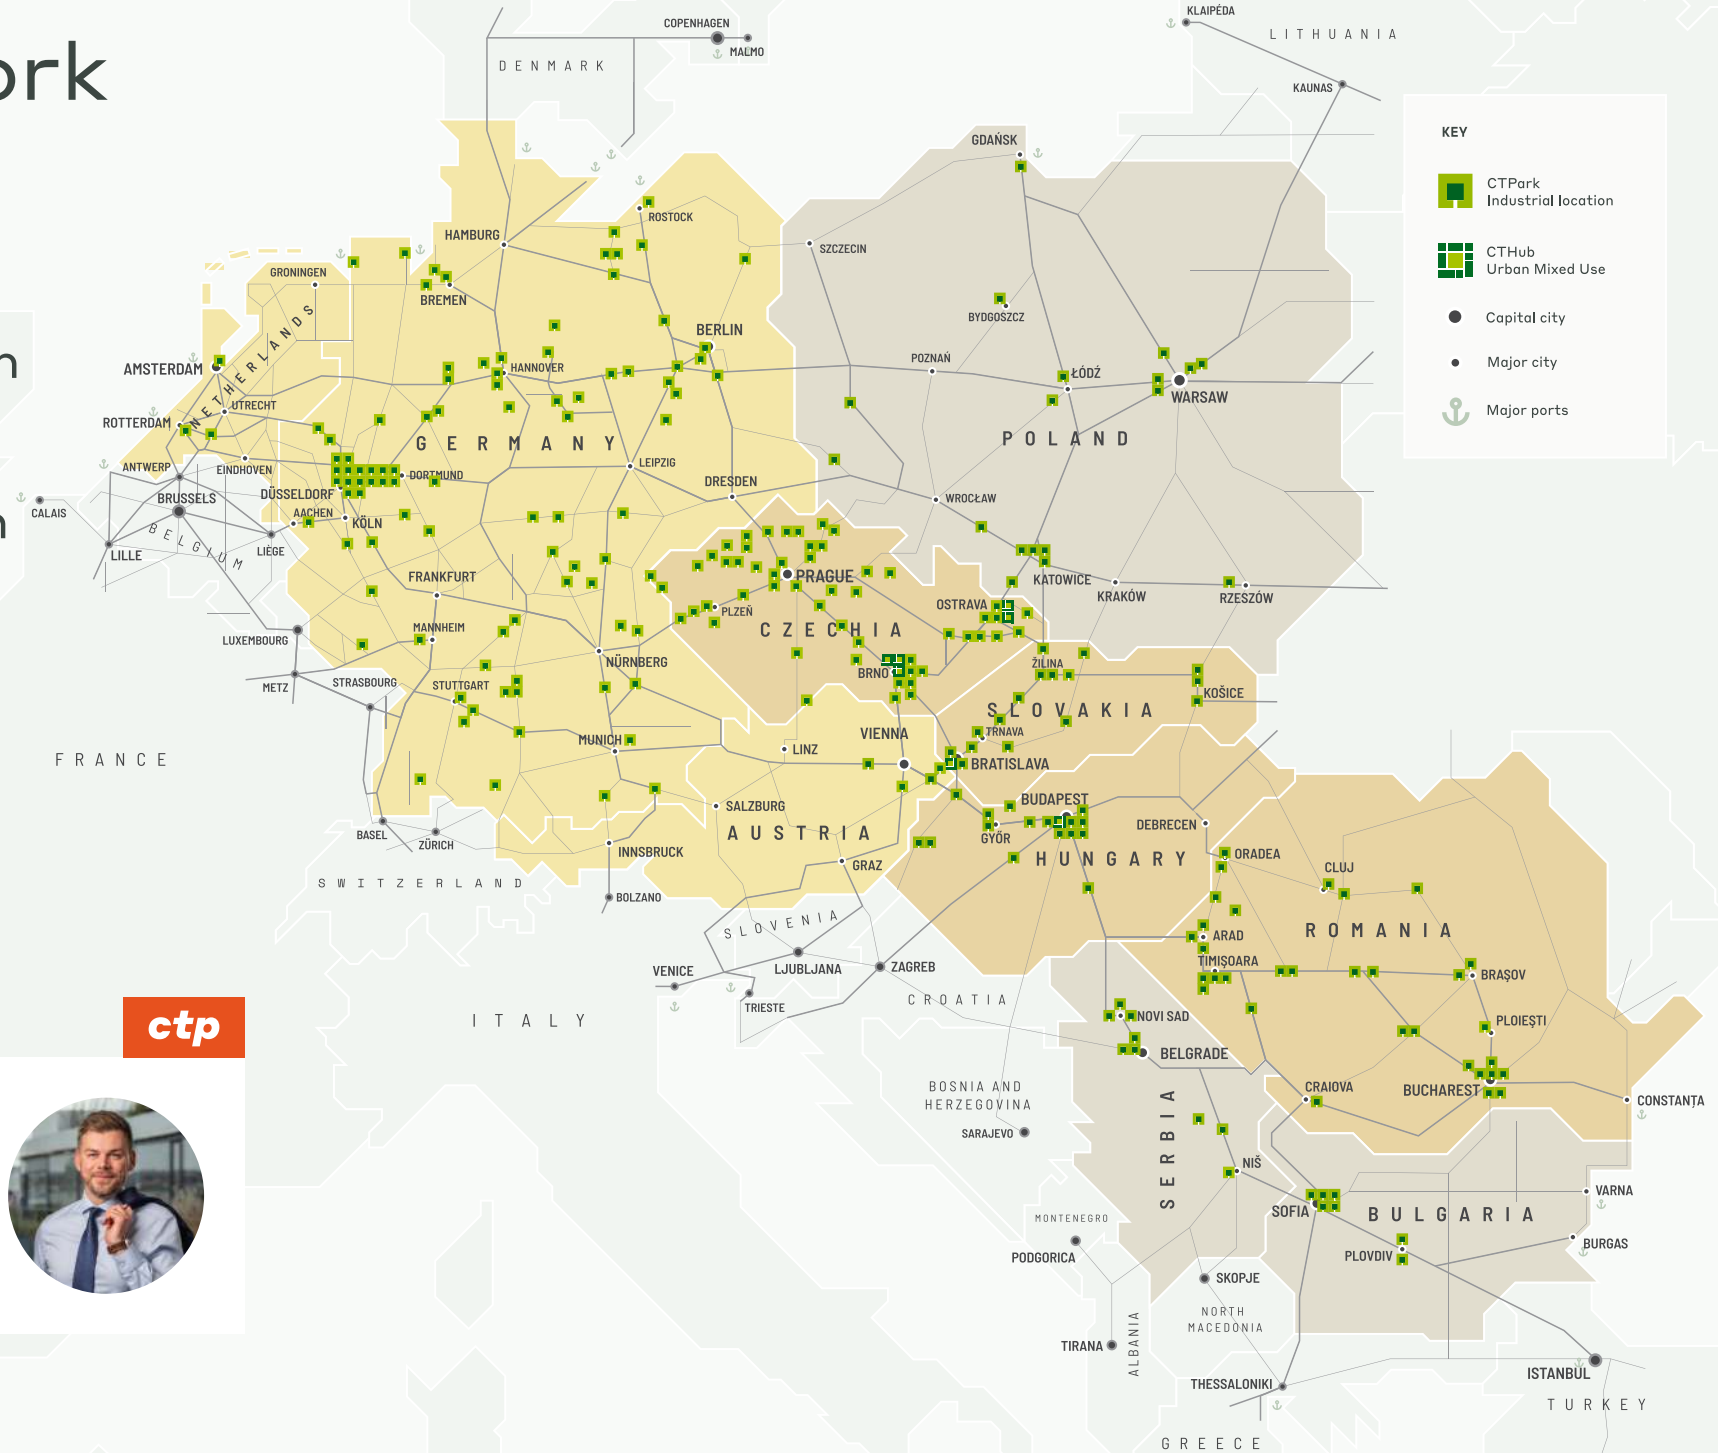 ork
n
n
KEY
CTPark
Industrial location
CTHub
Urban Mixed Use
Capital city
Major city
Major ports
KLAIPÉDA
LITHUANIA
COPENHAGEN
MALMO
DENMARK
KAUNAS
GDAŃSK
ROSTOCK
HAMBURG
SZCZECIN
GRONINGEN
BREMEN
BYDGOSZCZ
BERLIN
NETHERLANDS
AMSTERDAM
HANNOVER
POZNAŃ
ŁÓDŹ
WARSAW
UTRECHT
ROTTERDAM
GERMANY
POLAND
ANTWERP
EINDHOVEN
DORTMUND
LEIPZIG
DRESDEN
BRUSSELS
DÜSSELDORF
WROCŁAW
CALAIS
AACHEN
KÖLN
BELGIUM
LILLE
LIÈGE
FRANKFURT
PRAGUE
KATOWICE
KRAKÓW
RZESZÓW
OSTRAVA
PLZEŇ
CZECHIA
LUXEMBOURG
MANNHEIM
NÜRNBERG
ŽILINA
BRNO
METZ
STRASBOURG
STUTTGART
KOŠICE
SLOVAKIA
TRNAVA
VIENNA
MUNICH
LINZ
BRATISLAVA
FRANCE
SALZBURG
BUDAPEST
DEBRECEN
BASEL
ZÜRICH
AUSTRIA
GYŐR
INNSBRUCK
GRAZ
HUNGARY
ORADEA
CLUJ
SWITZERLAND
BOLZANO
SLOVENIA
ROMANIA
ARAD
TIMIŞOARA
VENICE
LJUBLJANA
ZAGREB
BRAŞOV
TRIESTE
CROATIA
NOVI SAD
PLOIEŞTI
ITALY
BELGRADE
ctp
BOSNIA AND
HERZEGOVINA
CRAIOVA
BUCHAREST
CONSTANȚA
SARAJEVO
SERBIA
NIŠ
VARNA
SOFIA
BULGARIA
MONTENEGRO
PODGORICA
PLOVDIV
BURGAS
SKOPJE
NORTH
MACEDONIA
TIRANA
ALBANIA
THESSALONIKI
ISTANBUL
TURKEY
GREECE